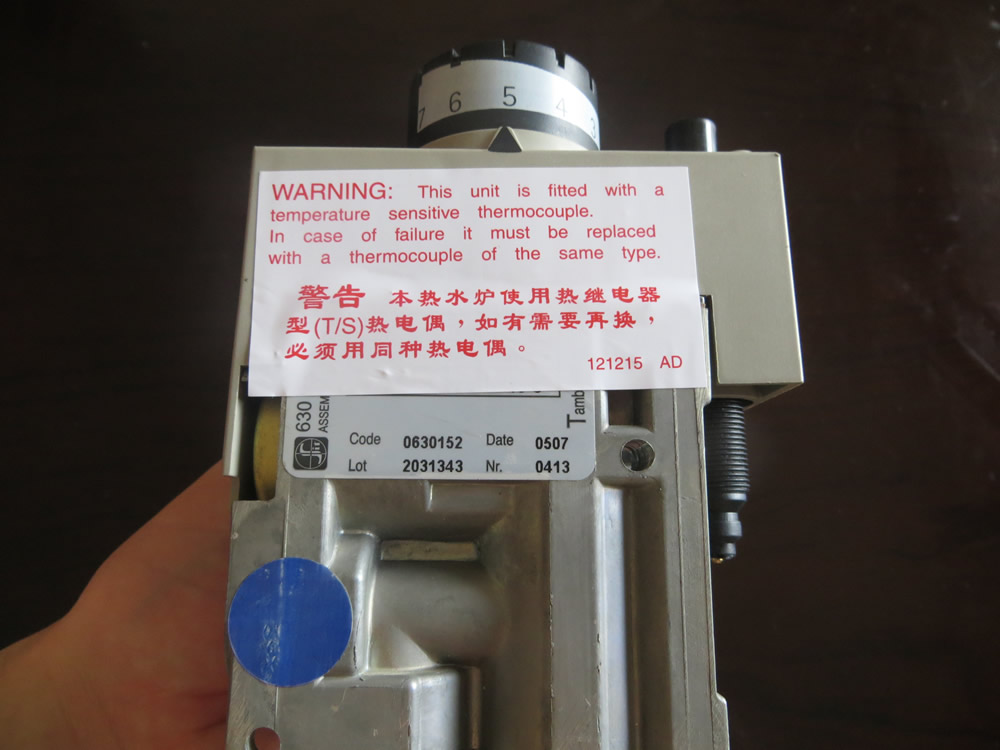 7 6 5 4 3
WARNING: This unit is fitted with a
temperature sensitive thermocouple.
In case of failure it must be replaced
with a thermocouple of the same type.
警告 本热水炉使用热继电器
型(T/S)热电偶，如有需要再换，
必须用同种热电偶。
121215 AD
630
ASSEM
Tamb
Code 0630152 Date 0507
Lot 2031343 Nr. 0413